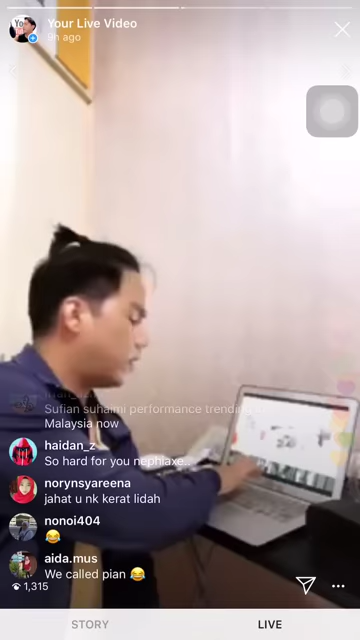 Your Live Video
9h ago
Sufian suhaimi performance trending
Malaysia now
haidan_z
So hard for you nephiaxe..
norynsyareena
jahat u nk kerat lidah
nonoi404
😂
aida.mus
We called pian 😂
1,315
STORY
LIVE